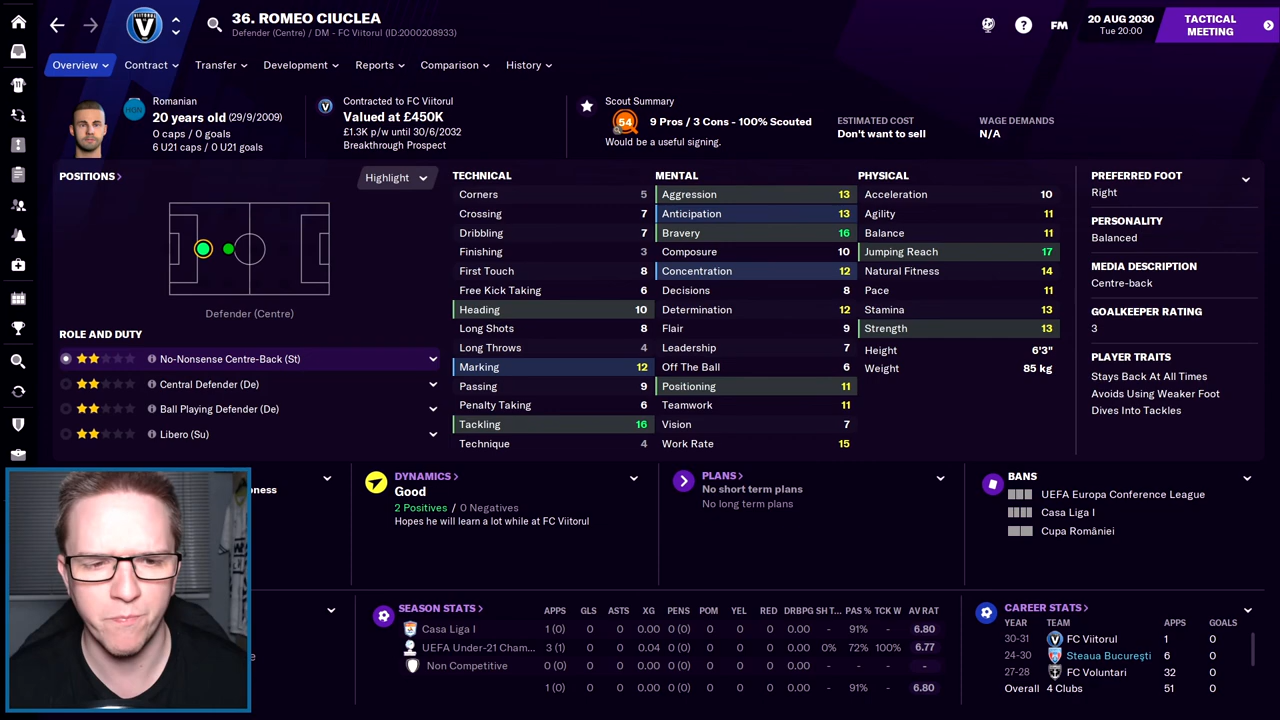 36. ROMEO CIUCLEA
Defender (Centre) / DM - FC Viitorul (ID:2000208933)
FM
20 AUG 2030
Tue 20:00
TACTICAL
MEETING
Overview
Contract
Transfer
Development
Reports
Comparison
History
HGN
Romanian
20 years old (29/9/2009)
0 caps / 0 goals
6 U21 caps / 0 U21 goals
Contracted to FC Viitorul
Valued at £450K
£1.3K p/w until 30/6/2032
Breakthrough Prospect
Scout Summary
54
9 Pros / 3 Cons - 100% Scouted
Would be a useful signing.
ESTIMATED COST
Don't want to sell
WAGE DEMANDS
N/A
POSITIONS
Highlight
Defender (Centre)
ROLE AND DUTY
No-Nonsense Centre-Back (St)
Central Defender (De)
Ball Playing Defender (De)
Libero (Su)
TECHNICAL
Corners 5
Crossing 7
Dribbling 7
Finishing 3
First Touch 8
Free Kick Taking 6
Heading 10
Long Shots 8
Long Throws 4
Marking 12
Passing 9
Penalty Taking 6
Tackling 16
Technique 4
MENTAL
Aggression 13
Anticipation 13
Bravery 16
Composure 10
Concentration 12
Decisions 8
Determination 12
Flair 9
Leadership 7
Off The Ball 6
Positioning 11
Teamwork 11
Vision 7
Work Rate 15
PHYSICAL
Acceleration 10
Agility 11
Balance 11
Jumping Reach 17
Natural Fitness 14
Pace 11
Stamina 13
Strength 13
Height 6'3"
Weight 85 kg
PREFERRED FOOT
Right
PERSONALITY
Balanced
MEDIA DESCRIPTION
Centre-back
GOALKEEPER RATING
3
PLAYER TRAITS
Stays Back At All Times
Avoids Using Weaker Foot
Dives Into Tackles
DYNAMICS
Good
2 Positives / 0 Negatives
Hopes he will learn a lot while at FC Viitorul
PLANS
No short term plans
No long term plans
BANS
UEFA Europa Conference League
Casa Liga I
Cupa României
SEASON STATS APPS GLS ASTS XG PENS POM YEL RED DRBPG SH T... PAS % TCK W AV RAT
Casa Liga I 1 (0) 0 0 0.00 0 (0) 0 0 0 0.00 - 91% - 6.80
UEFA Under-21 Cham... 3 (1) 0 0 0.04 0 (0) 0 0 0 0.00 0% 72% 100% 6.77
Non Competitive 0 (0) 0 0 0.00 0 (0) 0 0 0 0.00 - - - -
1 (0) 0 0 0.00 0 (0) 0 0 0 0.00 - 91% - 6.80
CAREER STATS
YEAR TEAM APPS GOALS
30-31 FC Viitorul 1 0
24-30 Steaua Bucureşti 6 0
27-28 FC Voluntari 32 0
Overall 4 Clubs 51 0